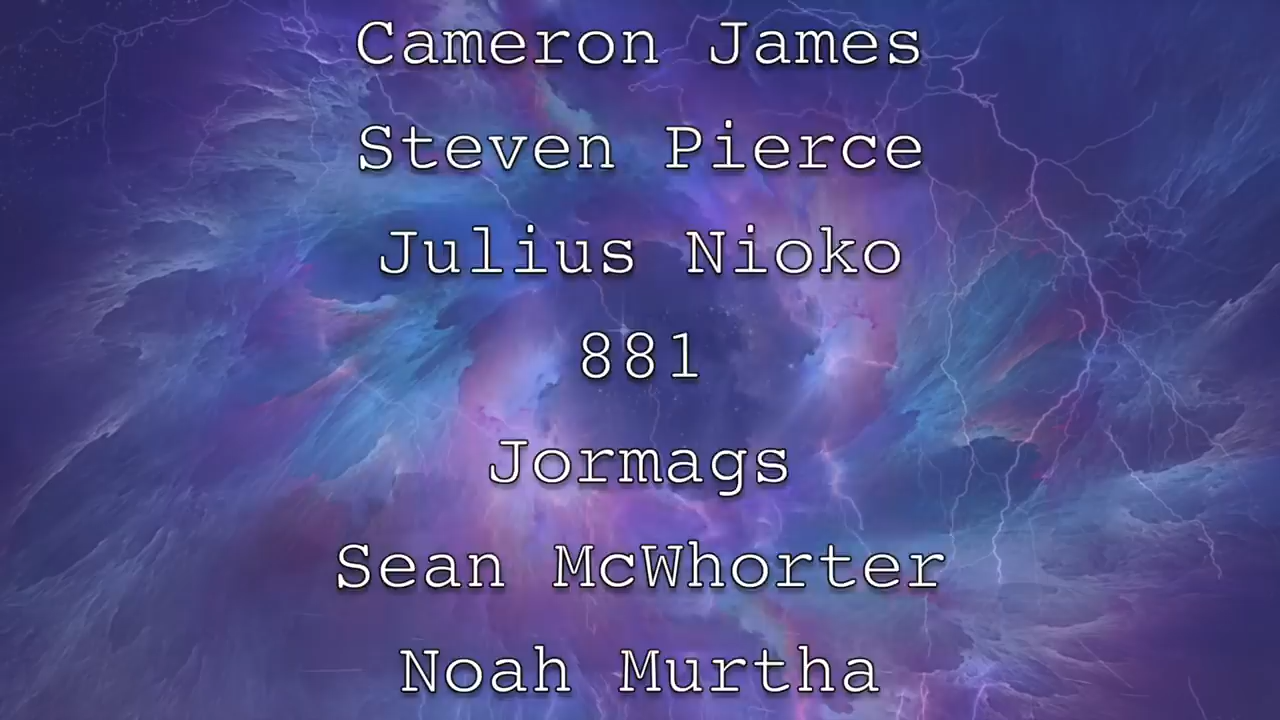 Cameron James
Steven Pierce
Julius Nioko
881
Jormags
Sean McWhorter
Noah Murtha